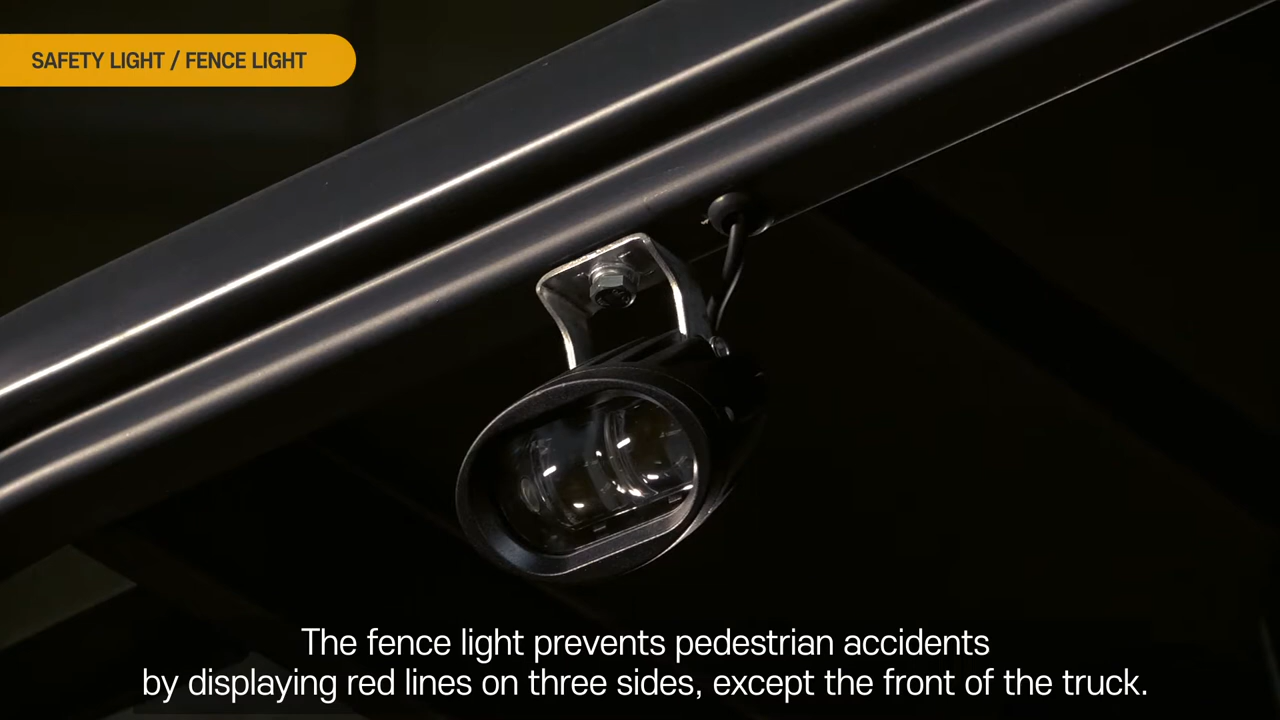 SAFETY LIGHT / FENCE LIGHT
The fence light prevents pedestrian accidents
by displaying red lines on three sides, except the front of the truck.